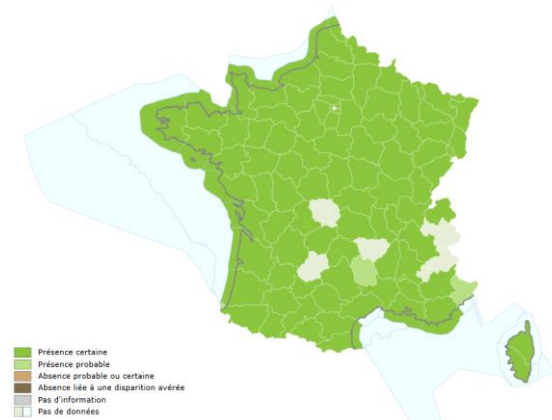 Présence certaine
Présence probable
Absence probable ou certaine
Absence liée à une disparition avérée
Pas d'information
Pas de données